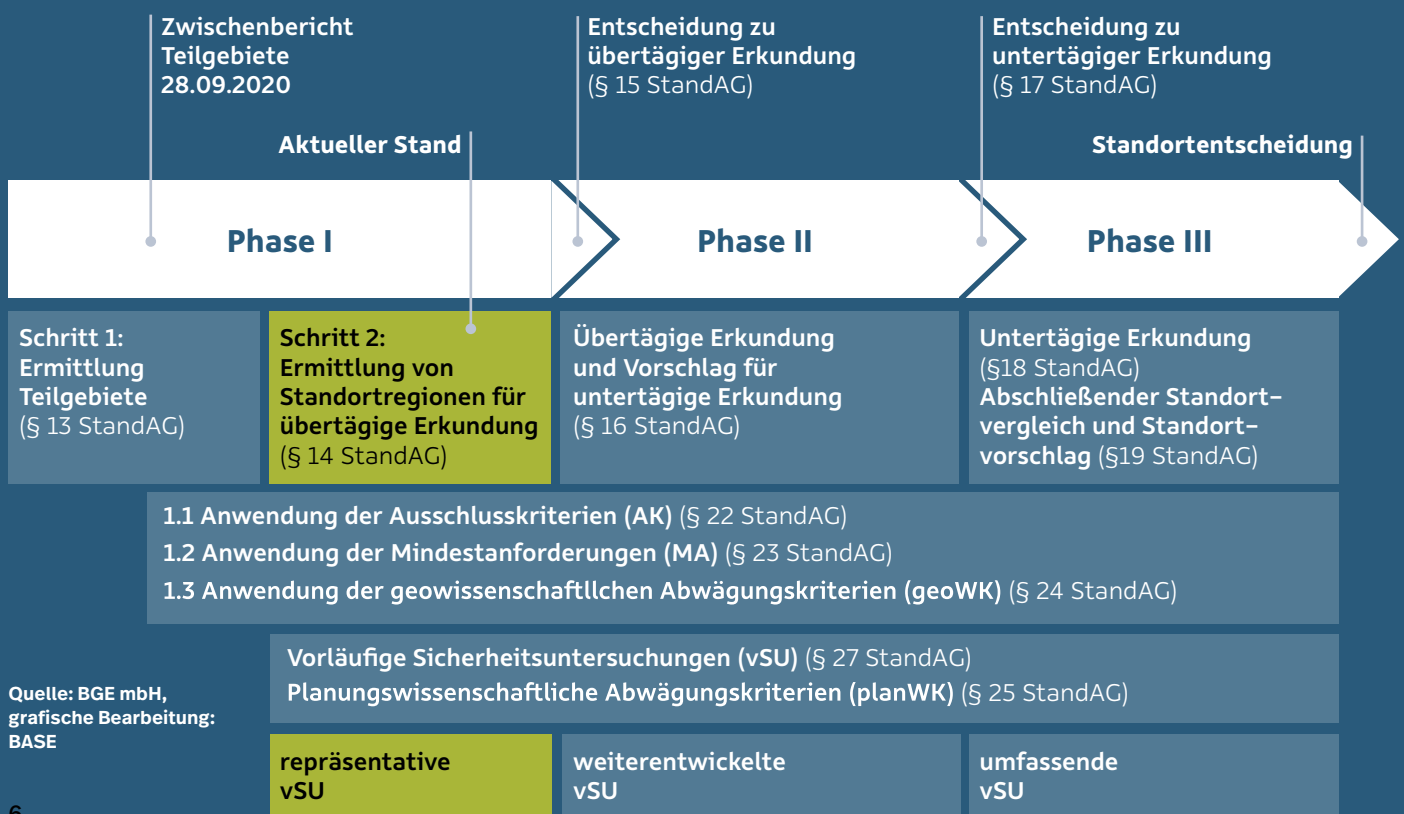 Zwischenbericht
Teilgebiete
28.09.2020
Entscheidung zu
übertägiger Erkundung
(§ 15 StandAG)
Entscheidung zu
untertägiger Erkundung
(§ 17 StandAG)
Aktueller Stand
Standortentscheidung
Phase I
Phase II
Phase III
Schritt 1:
Ermittlung
Teilgebiete
(§ 13 StandAG)
Schritt 2:
Ermittlung von
Standortregionen für
übertägige Erkundung
(§ 14 StandAG)
Übertägige Erkundung
und Vorschlag für
untertägige Erkundung
(§ 16 StandAG)
Untertägige Erkundung
(§18 StandAG)
Abschließender Standort-
vergleich und Standort-
vorschlag (§19 StandAG)
1.1 Anwendung der Ausschlusskriterien (AK) (§ 22 StandAG)
1.2 Anwendung der Mindestanforderungen (MA) (§ 23 StandAG)
1.3 Anwendung der geowissenschaftllchen Abwägungskriterien (geoWK) (§ 24 StandAG)
Vorläufige Sicherheitsuntersuchungen (vSU) (§ 27 StandAG)
Planungswissenschaftliche Abwägungskriterien (planWK) (§ 25 StandAG)
Quelle: BGE mbH,
grafische Bearbeitung:
BASE
repräsentative
vSU
weiterentwickelte
vSU
umfassende
vSU
6